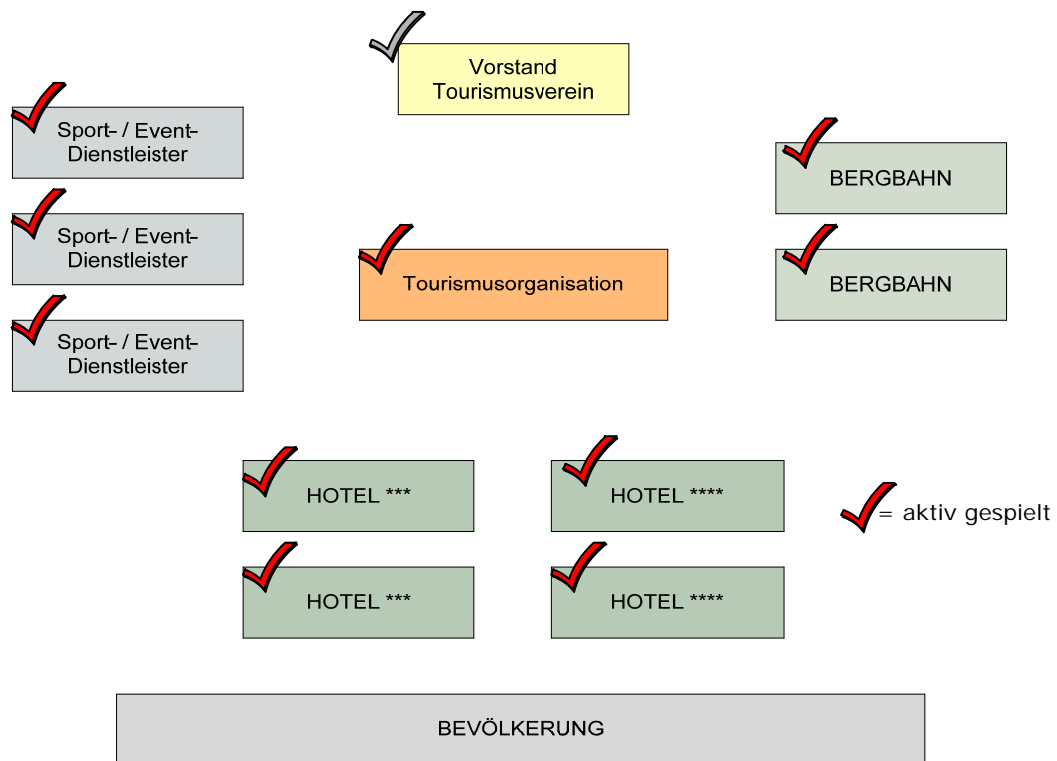 Vorstand
Tourismusverein
Sport- / Event-
Dienstleister
BERGBAHN
Sport- / Event-
Dienstleister
Tourismusorganisation
BERGBAHN
Sport- / Event-
Dienstleister
HOTEL ***
HOTEL ****
= aktiv gespielt
HOTEL ***
HOTEL ****
BEVÖLKERUNG